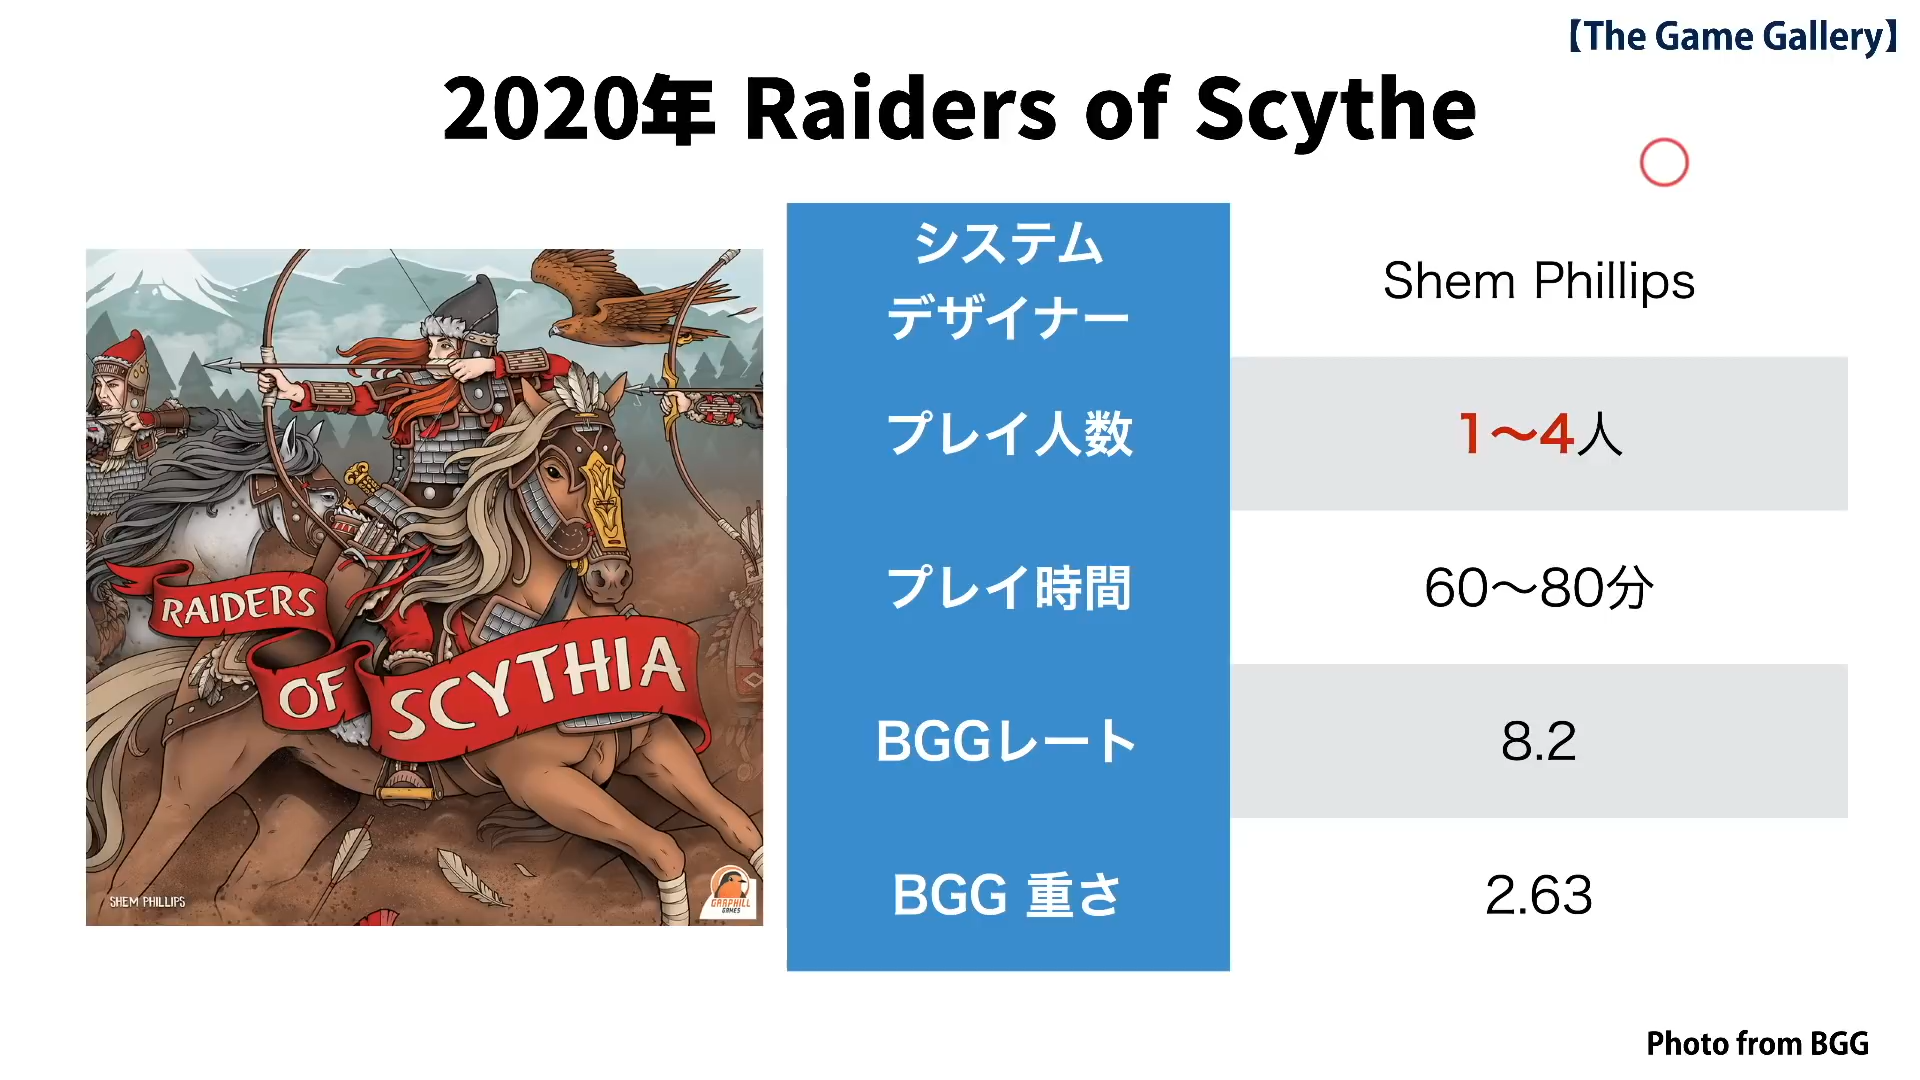 【The Game Gallery】
2020年 Raiders of Scythe
RAIDERS
OF SCYTHIA
SHEM PHILLIPS
GARPHILL
GAMES
システム
デザイナー
Shem Phillips
プレイ人数
1〜4人
プレイ時間
60〜80分
BGGレート
8.2
BGG 重さ
2.63
Photo from BGG